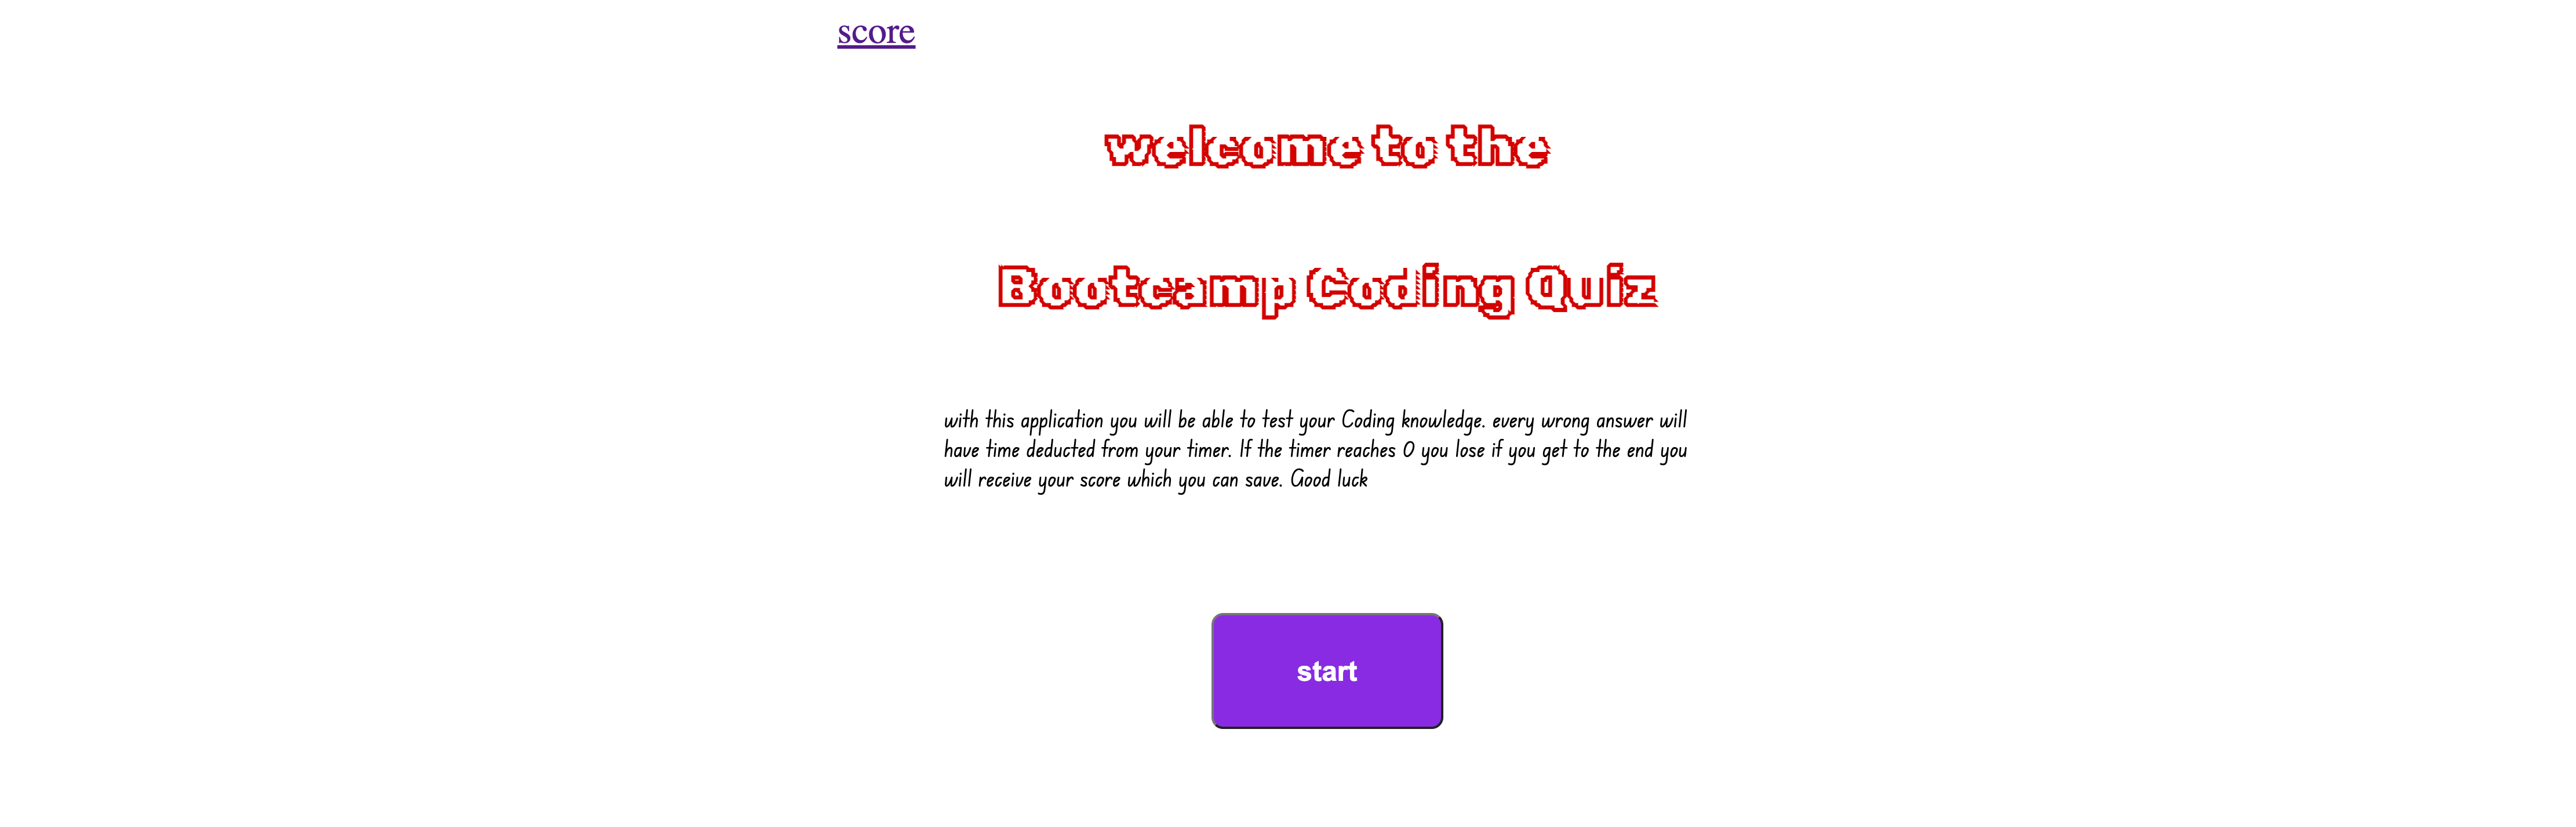 score
welcome to the
Bootcamp Coding Quiz
with this application you will be able to test your Coding knowledge. every wrong answer will
have time deducted from your timer. If the timer reaches 0 you lose if you get to the end you
will receive your score which you can save. Good luck
start